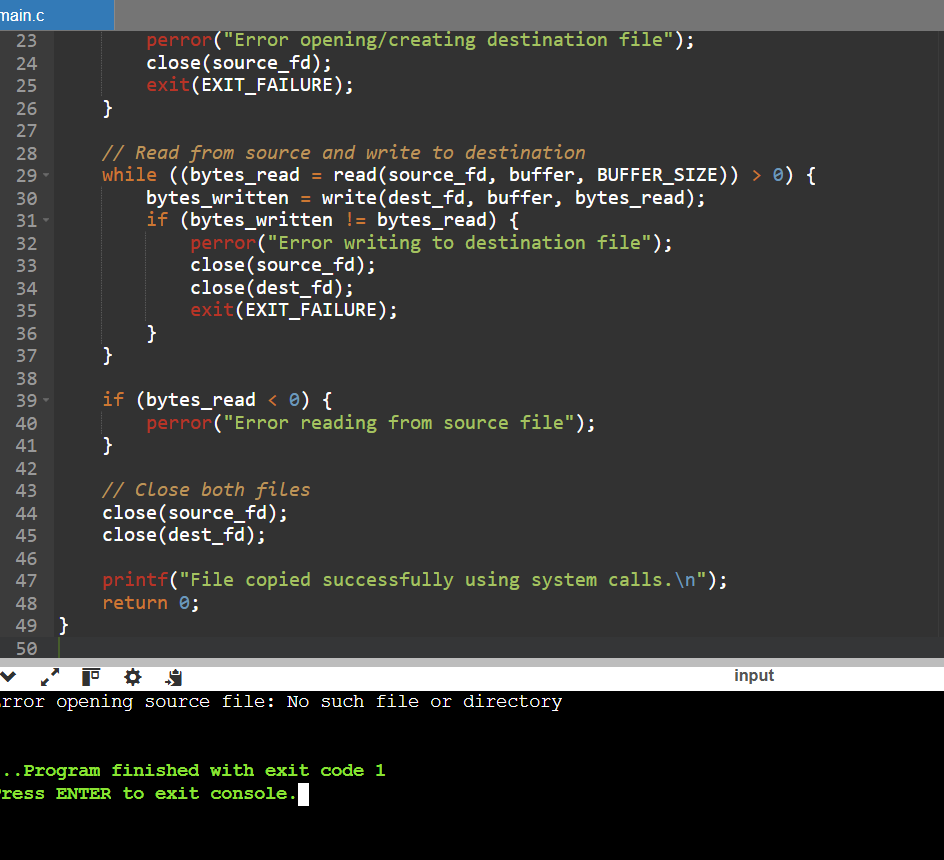 main.c
23 perror("Error opening/creating destination file");
24 close(source_fd);
25 exit(EXIT_FAILURE);
26 }
27
28 // Read from source and write to destination
29 while ((bytes_read = read(source_fd, buffer, BUFFER_SIZE)) > 0) {
30 bytes_written = write(dest_fd, buffer, bytes_read);
31 if (bytes_written != bytes_read) {
32 perror("Error writing to destination file");
33 close(source_fd);
34 close(dest_fd);
35 exit(EXIT_FAILURE);
36 }
37 }
38
39 if (bytes_read < 0) {
40 perror("Error reading from source file");
41 }
42
43 // Close both files
44 close(source_fd);
45 close(dest_fd);
46
47 printf("File copied successfully using system calls.\n");
48 return 0;
49 }
50
input
rror opening source file: No such file or directory
..Program finished with exit code 1
ress ENTER to exit console.